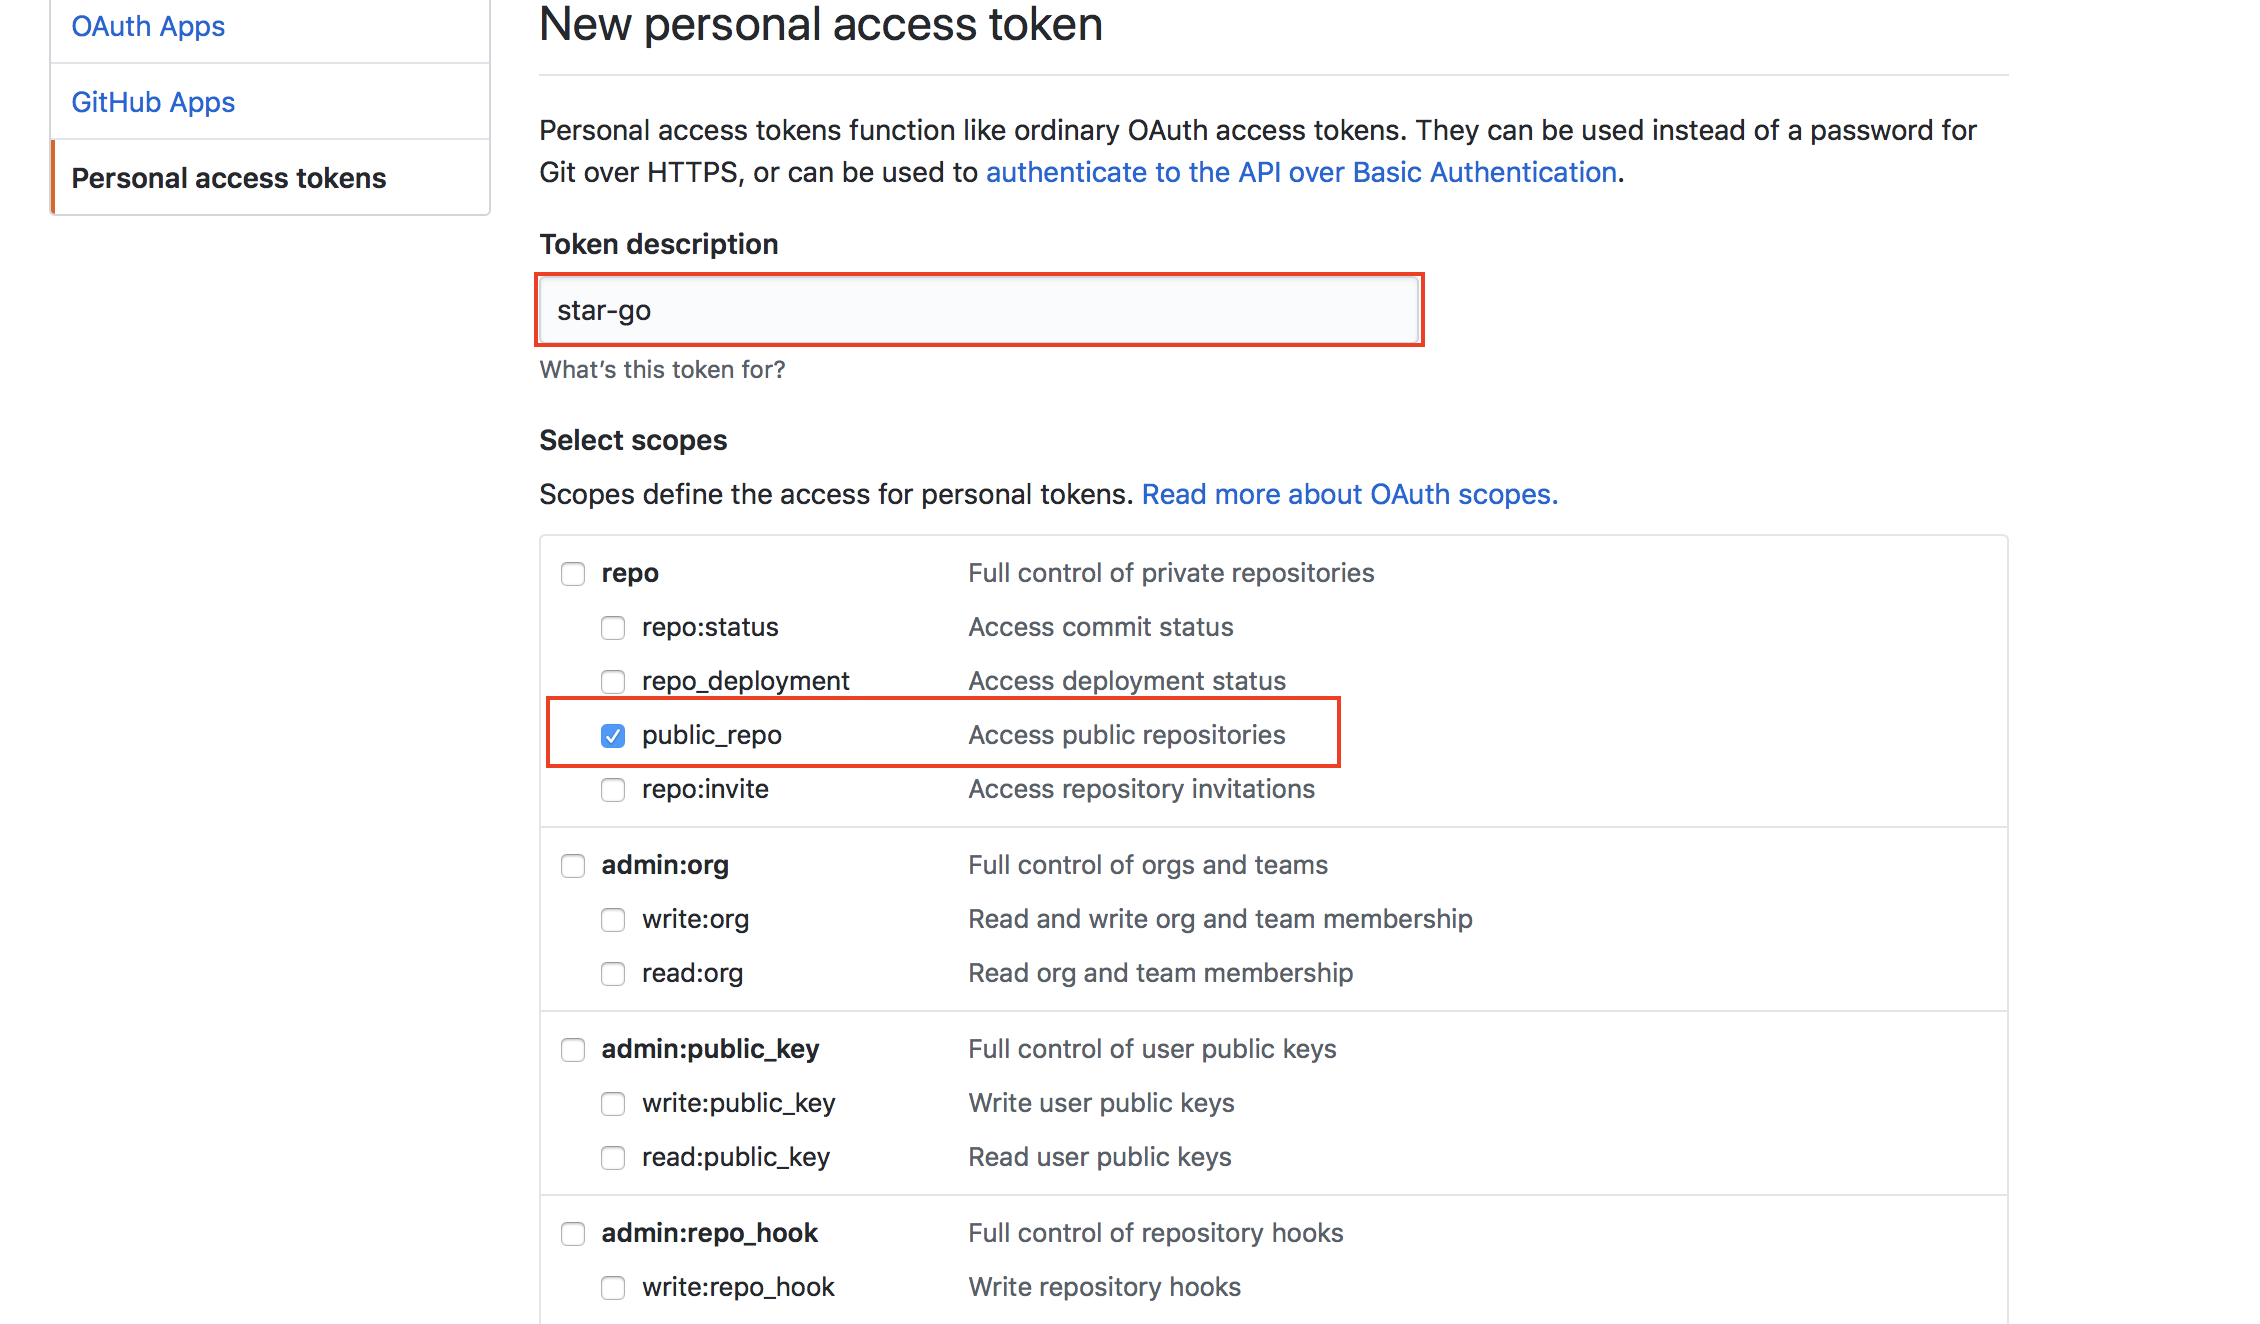 OAuth Apps
GitHub Apps
Personal access tokens
New personal access token
Personal access tokens function like ordinary OAuth access tokens. They can be used instead of a password for
Git over HTTPS, or can be used to authenticate to the API over Basic Authentication.
Token description
star-go
What's this token for?
Select scopes
Scopes define the access for personal tokens. Read more about OAuth scopes.
repo Full control of private repositories
repo:status Access commit status
repo_deployment Access deployment status
public_repo Access public repositories
repo:invite Access repository invitations
admin:org Full control of orgs and teams
write:org Read and write org and team membership
read:org Read org and team membership
admin:public_key Full control of user public keys
write:public_key Write user public keys
read:public_key Read user public keys
admin:repo_hook Full control of repository hooks
write:repo_hook Write repository hooks